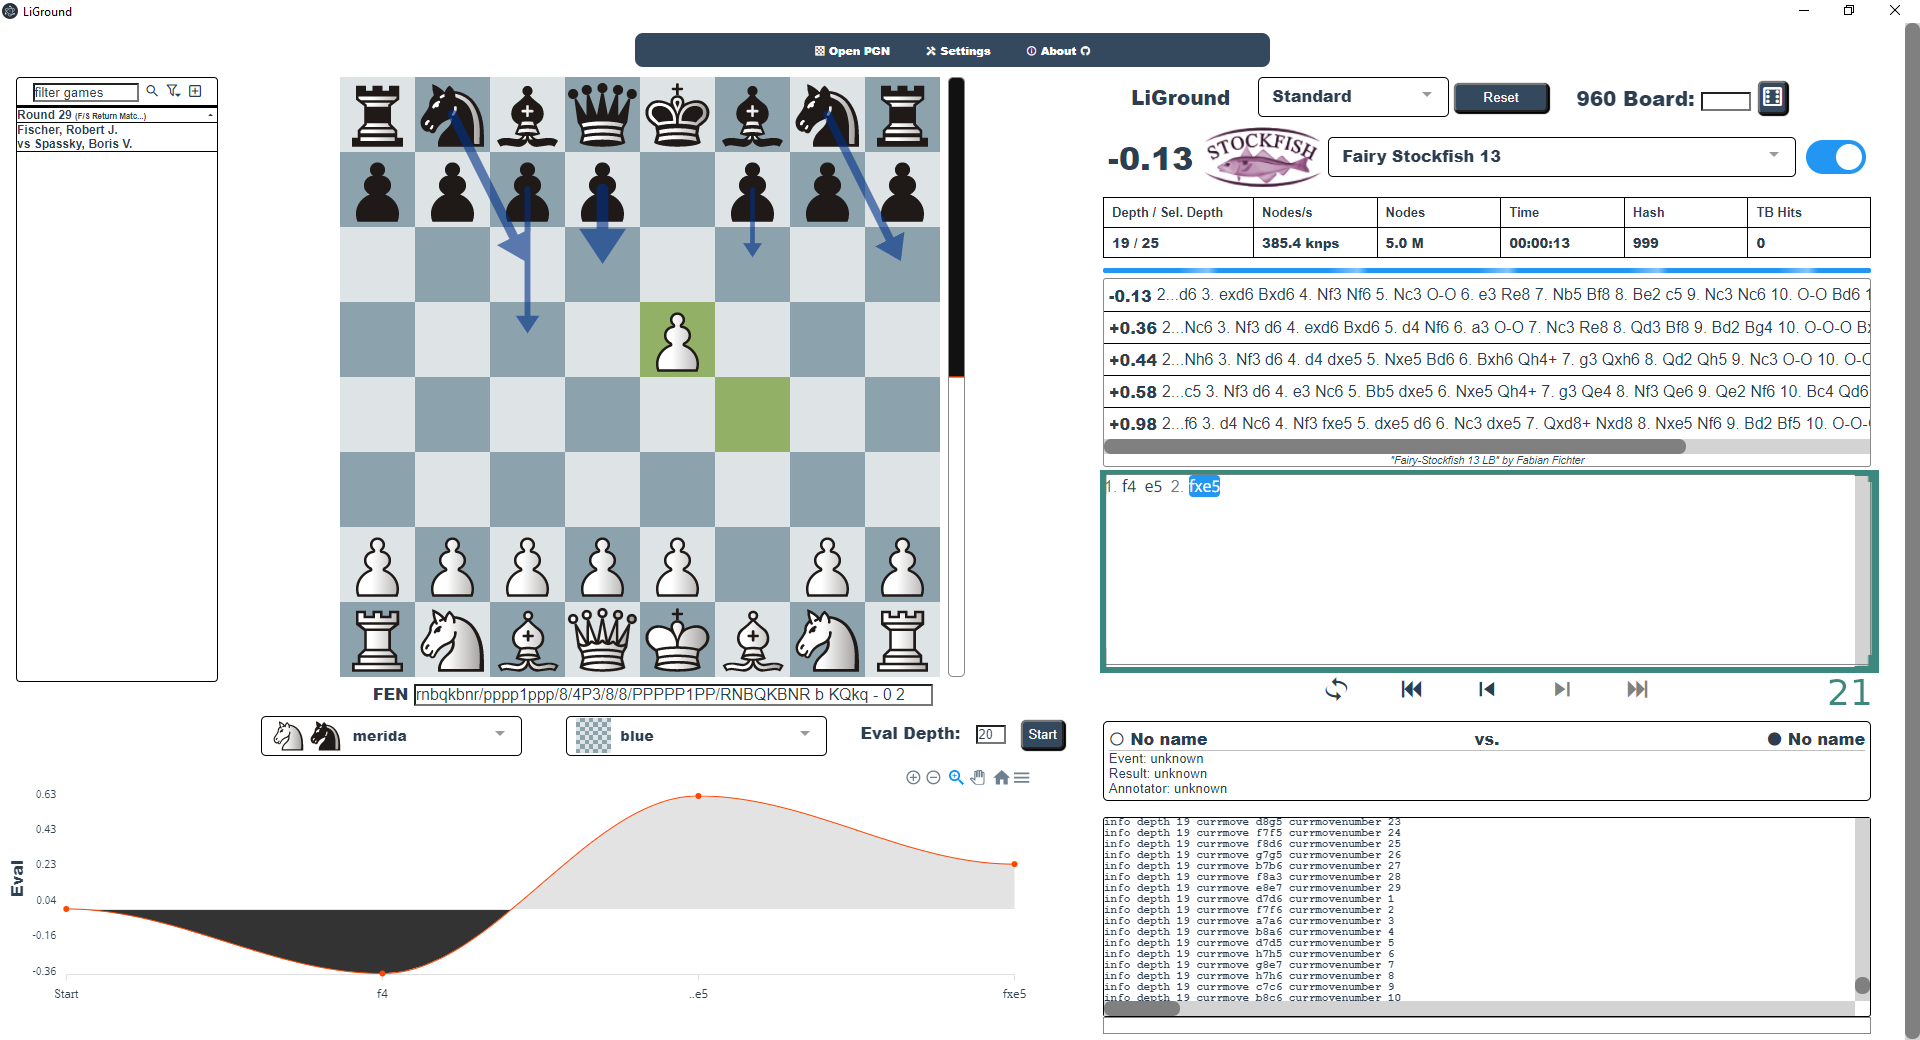 LiGround
Open PGN Settings About
filter games
Round 29 (F/S Return Matc...)
Fischer, Robert J.
vs Spassky, Boris V.
LiGround Standard Reset 960 Board:
-0.13 STOCKFISH Fairy Stockfish 13
Depth / Sel. Depth Nodes/s Nodes Time Hash TB Hits
19 / 25 385.4 knps 5.0 M 00:00:13 999 0
-0.13 2...d6 3. exd6 Bxd6 4. Nf3 Nf6 5. Nc3 O-O 6. e3 Re8 7. Nb5 Bf8 8. Be2 c5 9. Nc3 Nc6 10. O-O Bd6 1
+0.36 2...Nc6 3. Nf3 d6 4. exd6 Bxd6 5. d4 Nf6 6. a3 O-O 7. Nc3 Re8 8. Qd3 Bf8 9. Bd2 Bg4 10. O-O-O Bx
+0.44 2...Nh6 3. Nf3 d6 4. d4 dxe5 5. Nxe5 Bd6 6. Bxh6 Qh4+ 7. g3 Qxh6 8. Qd2 Qh5 9. Nc3 O-O 10. O-O
+0.58 2...c5 3. Nf3 d6 4. e3 Nc6 5. Bb5 dxe5 6. Nxe5 Qh4+ 7. g3 Qe4 8. Nf3 Qe6 9. Qe2 Nf6 10. Bc4 Qd6
+0.98 2...f6 3. d4 Nc6 4. Nf3 fxe5 5. dxe5 d6 6. Nc3 dxe5 7. Qxd8+ Nxd8 8. Nxe5 Nf6 9. Bd2 Bf5 10. O-O-
"Fairy-Stockfish 13 LB" by Fabian Fichter
1. f4 e5 2. fxe5
21
FEN rnbqkbnr/pppp1ppp/8/4P3/8/8/PPPPP1PP/RNBQKBNR b KQkq - 0 2
merida blue Eval Depth: 20 Start
No name vs. No name
Event: unknown
Result: unknown
Annotator: unknown
Eval
0.63
0.43
0.23
0.04
-0.16
-0.36
Start f4 ..e5 fxe5
info depth 19 currmove d8g5 currmovenumber 23
info depth 19 currmove f7f5 currmovenumber 24
info depth 19 currmove f8d6 currmovenumber 25
info depth 19 currmove g7g5 currmovenumber 26
info depth 19 currmove b7b6 currmovenumber 27
info depth 19 currmove f8a3 currmovenumber 28
info depth 19 currmove e8e7 currmovenumber 29
info depth 19 currmove d7d6 currmovenumber 1
info depth 19 currmove f7f6 currmovenumber 2
info depth 19 currmove a7a6 currmovenumber 3
info depth 19 currmove b8a6 currmovenumber 4
info depth 19 currmove d7d5 currmovenumber 5
info depth 19 currmove h7h5 currmovenumber 6
info depth 19 currmove g8e7 currmovenumber 7
info depth 19 currmove h7h6 currmovenumber 8
info depth 19 currmove c7c6 currmovenumber 9
info depth 19 currmove b8c6 currmovenumber 10